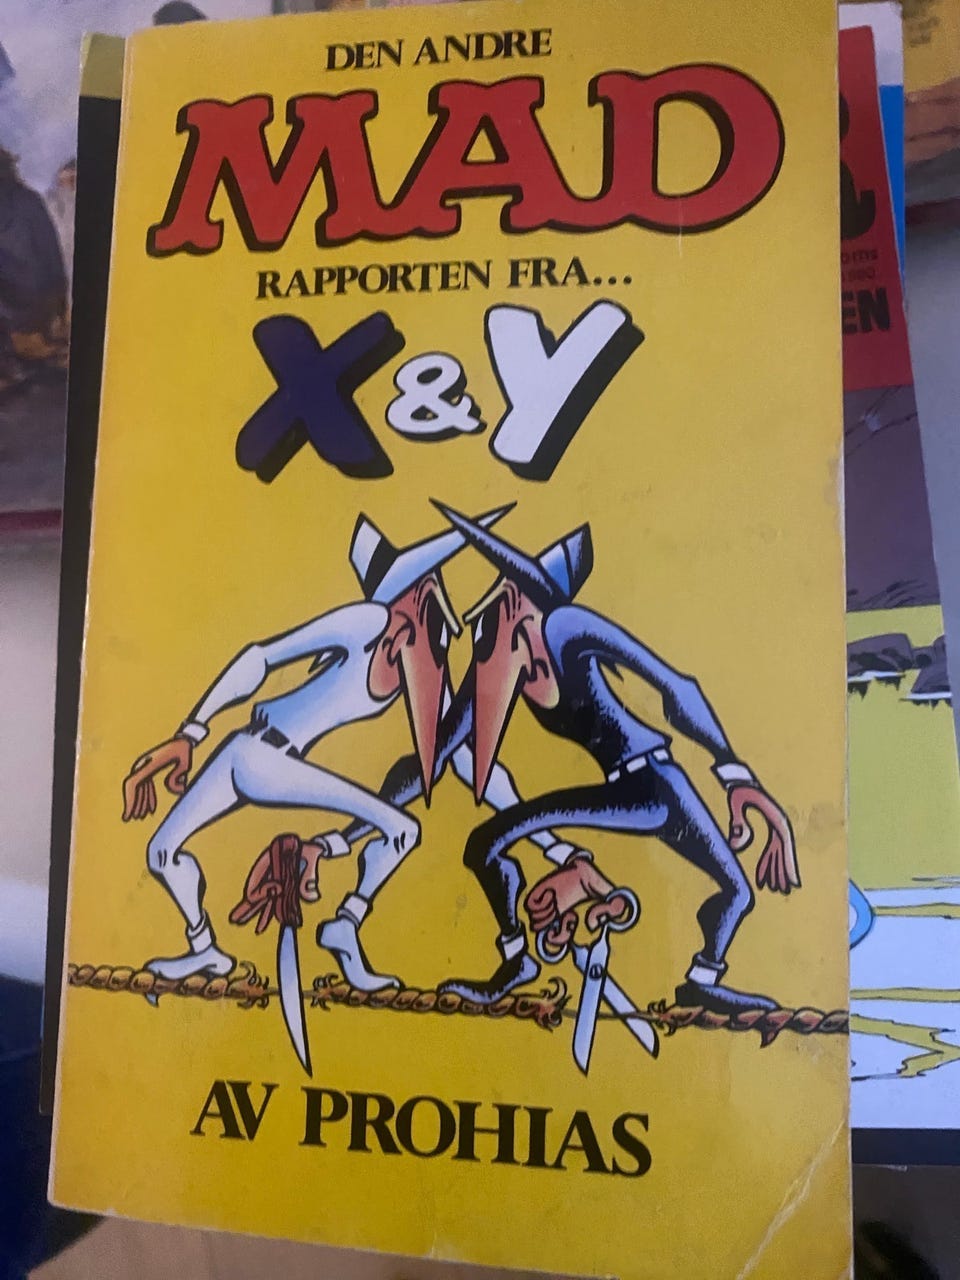 DEN ANDRE
MAD
RAPPORTEN FRA...
X & Y
AV PROHIAS